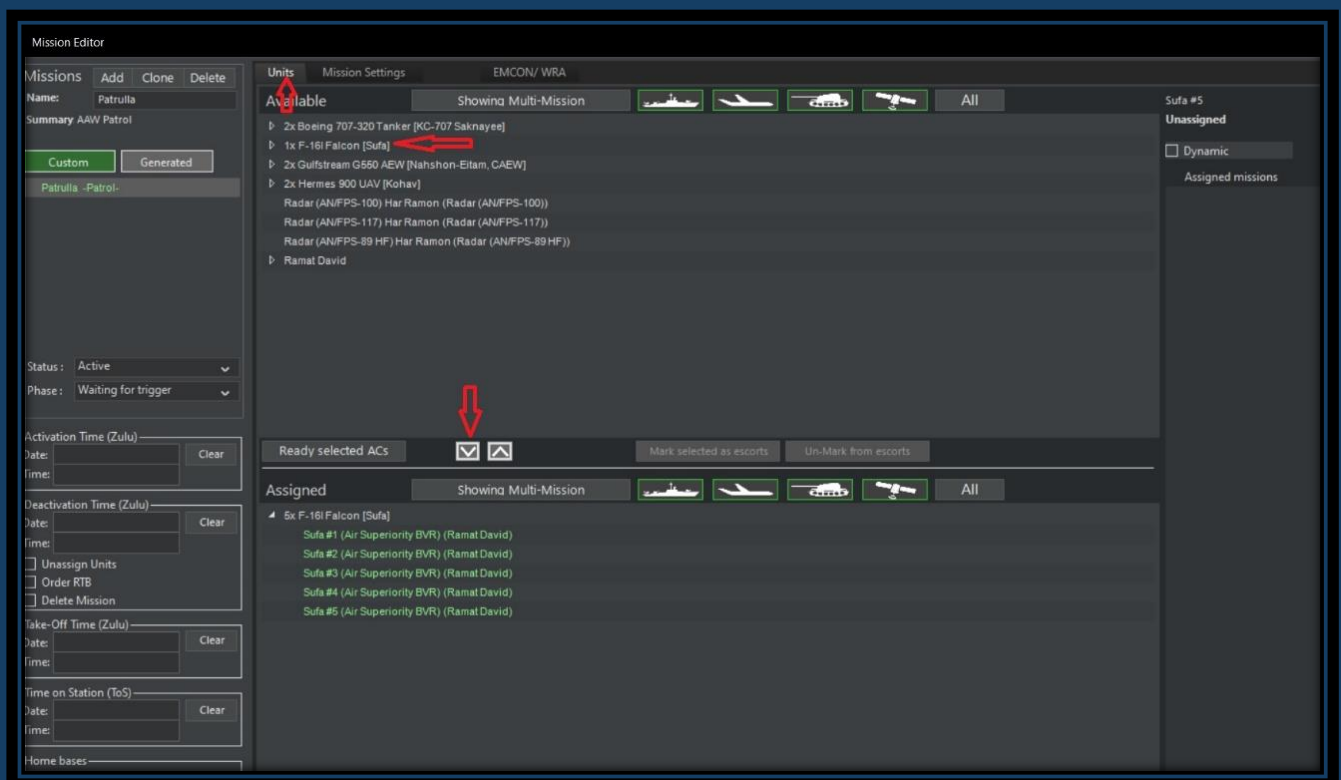 Mission Editor
Missions Add Clone Delete
Name: Patrulla
Summary AAW Patrol
Custom Generated
Patrulla -Patrol-
Status : Active
Phase : Waiting for trigger
Activation Time (Zulu)
Date: Clear
Time:
Deactivation Time (Zulu)
Date: Clear
Time:
Unassign Units
Order RTB
Delete Mission
Take-Off Time (Zulu)
Date: Clear
Time:
Time on Station (ToS)
Date: Clear
Time:
Home bases
Units Mission Settings EMCON/ WRA
Available Showing Multi-Mission All
2x Boeing 707-320 Tanker [KC-707 Saknayee]
1x F-16I Falcon [Sufa]
2x Gulfstream G550 AEW [Nahshon-Eitam, CAEW]
2x Hermes 900 UAV [Kohav]
Radar (AN/FPS-100) Har Ramon (Radar (AN/FPS-100))
Radar (AN/FPS-117) Har Ramon (Radar (AN/FPS-117))
Radar (AN/FPS-89 HF) Har Ramon (Radar (AN/FPS-89 HF))
Ramat David
Ready selected ACs Mark selected as escorts Un-Mark from escorts
Assigned Showing Multi-Mission All
5x F-16I Falcon [Sufa]
Sufa #1 (Air Superiority BVR) (Ramat David)
Sufa #2 (Air Superiority BVR) (Ramat David)
Sufa #3 (Air Superiority BVR) (Ramat David)
Sufa #4 (Air Superiority BVR) (Ramat David)
Sufa #5 (Air Superiority BVR) (Ramat David)
Sufa #5
Unassigned
Dynamic
Assigned missions